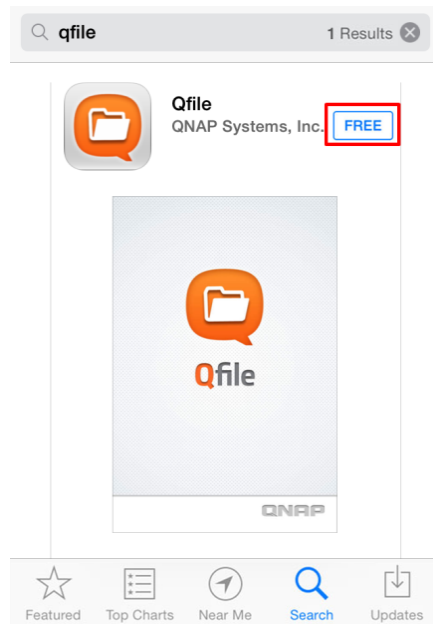 qfile
1 Results
Qfile
QNAP Systems, Inc.
FREE
Qfile
QNAP
Featured
Top Charts
Near Me
Search
Updates